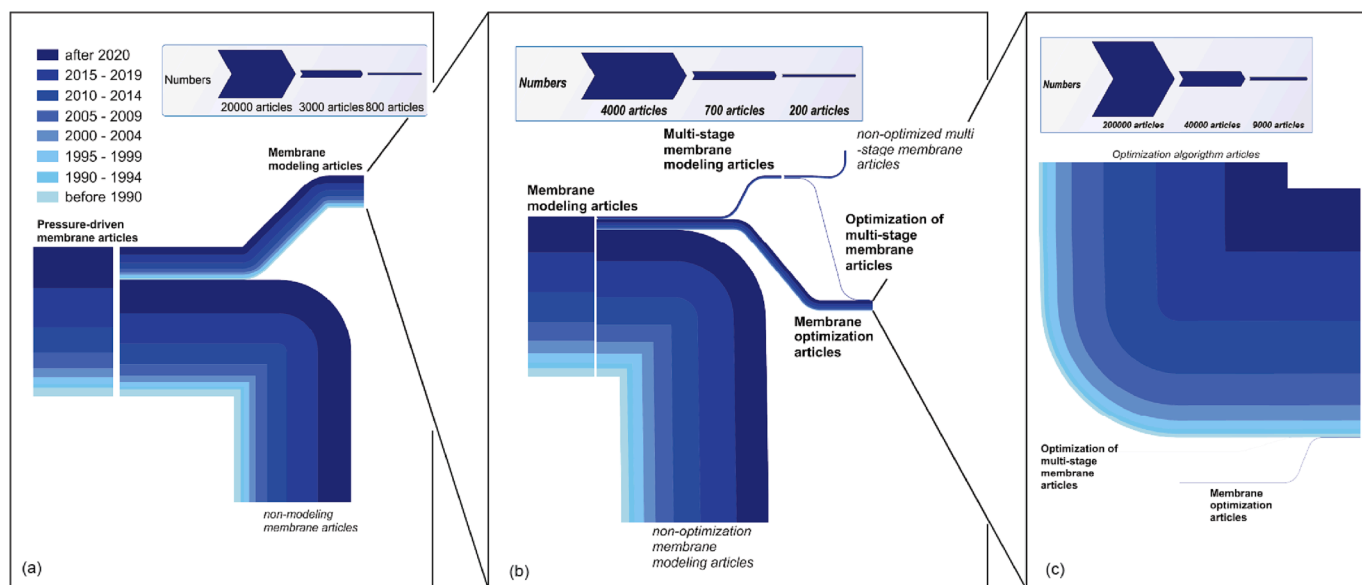 after 2020
2015 - 2019
2010 - 2014
2005 - 2009
2000 - 2004
1995 - 1999
1990 - 1994
before 1990
Numbers
20000 articles
3000 articles
800 articles
Membrane
modeling articles
Pressure-driven
membrane articles
non-modeling
membrane articles
(a)
Numbers
4000 articles
700 articles
200 articles
Multi-stage
membrane
modeling articles
non-optimized multi
-stage membrane
articles
Membrane
modeling articles
Optimization of
multi-stage
membrane
articles
Membrane
optimization
articles
non-optimization
membrane
modeling articles
(b)
Numbers
200000 articles
40000 articles
9000 articles
Optimization algorigthm articles
Optimization of
multi-stage
membrane
articles
Membrane
optimization
articles
(c)